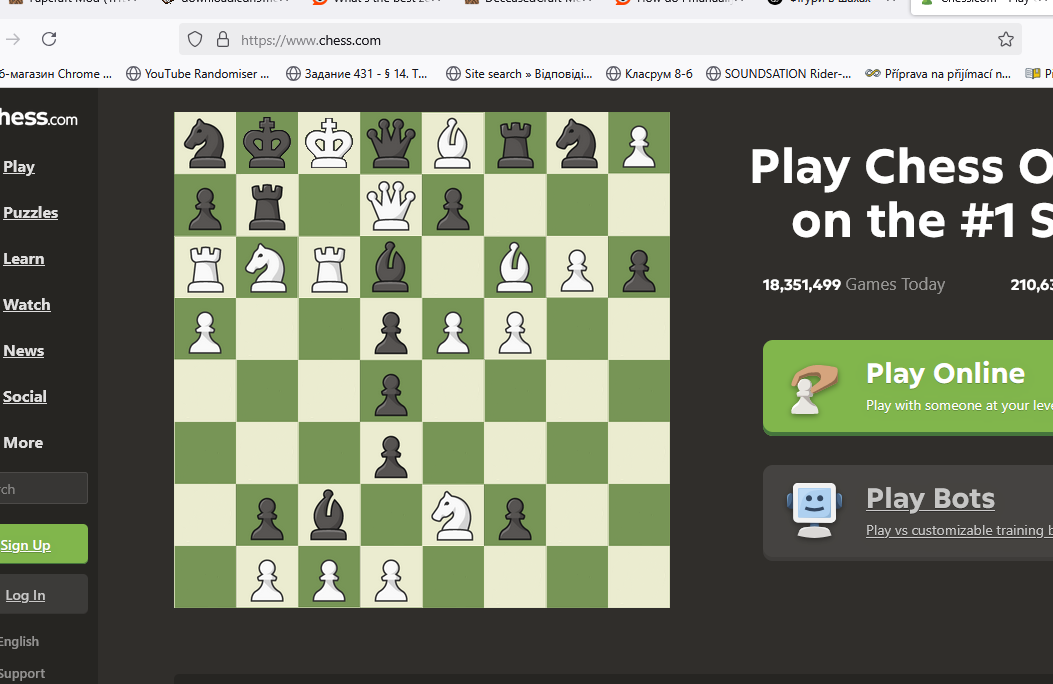 https://www.chess.com
б-магазин Chrome ... YouTube Randomiser ... Задание 431 - § 14. Т... Site search » Відповіді... Класрум 8-б SOUNDSATION Rider-... Příprava na přijímací n...
hess.com
Play
Puzzles
Learn
Watch
News
Social
More
rch
Sign Up
Log In
English
Support
Play Chess O
on the #1 S
18,351,499 Games Today 210,63
Play Online
Play with someone at your leve
Play Bots
Play vs customizable training b